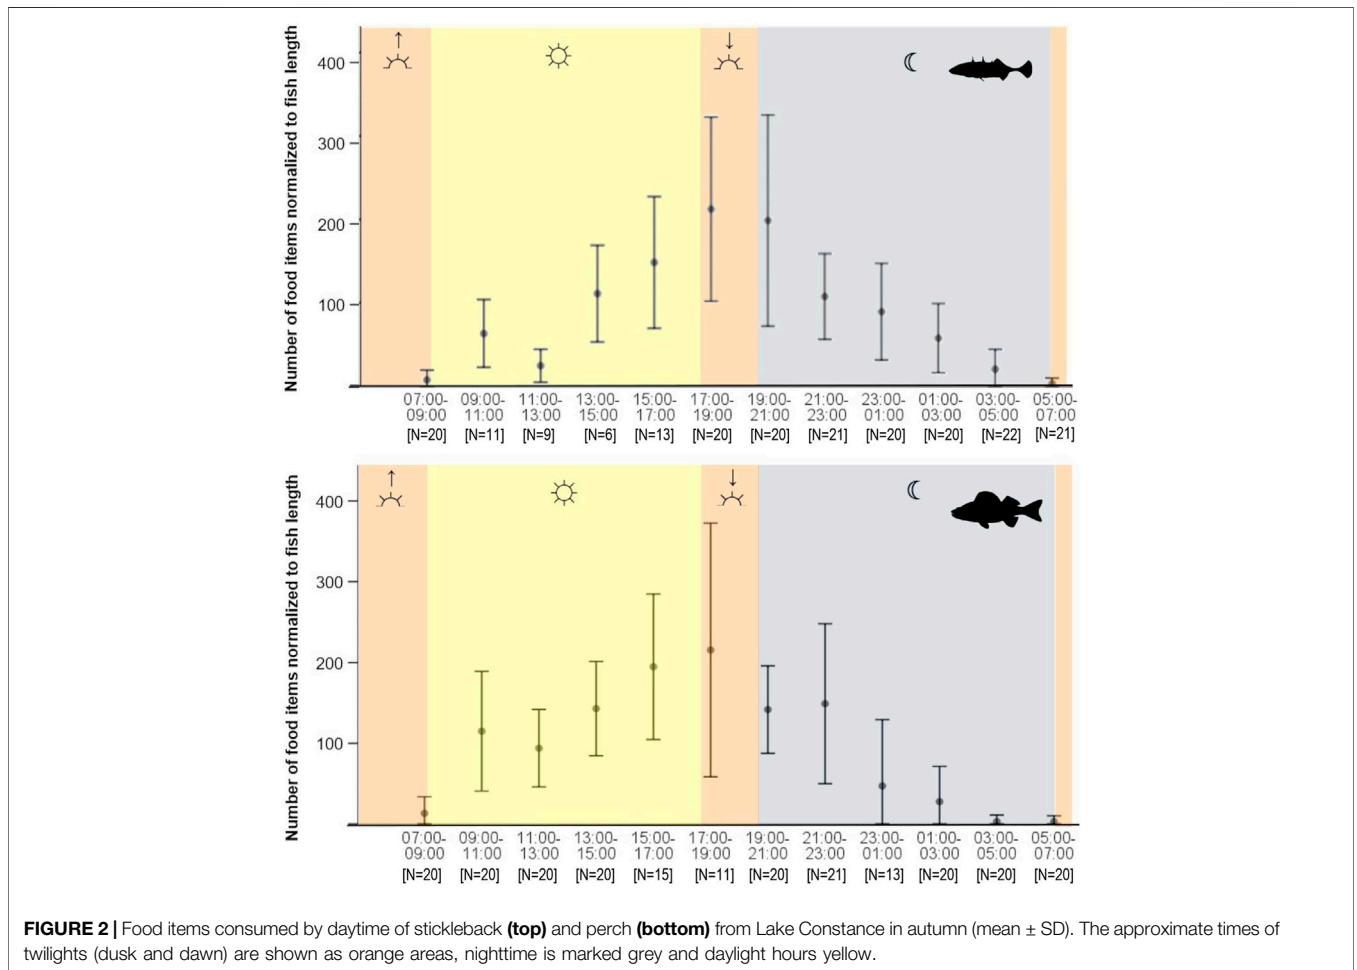 Number of food items normalized to fish length
400
300
200
100
07:00- 09:00- 11:00- 13:00- 15:00- 17:00- 19:00- 21:00- 23:00- 01:00- 03:00- 05:00-
09:00 11:00 13:00 15:00 17:00 19:00 21:00 23:00 01:00 03:00 05:00 07:00
[N=20] [N=11] [N=9] [N=6] [N=13] [N=20] [N=20] [N=21] [N=20] [N=20] [N=22] [N=21]
Number of food items normalized to fish length
400
300
200
100
07:00- 09:00- 11:00- 13:00- 15:00- 17:00- 19:00- 21:00- 23:00- 01:00- 03:00- 05:00-
09:00 11:00 13:00 15:00 17:00 19:00 21:00 23:00 01:00 03:00 05:00 07:00
[N=20] [N=20] [N=20] [N=20] [N=15] [N=11] [N=20] [N=21] [N=13] [N=20] [N=20] [N=20]
FIGURE 2 | Food items consumed by daytime of stickleback (top) and perch (bottom) from Lake Constance in autumn (mean ± SD). The approximate times of
twilights (dusk and dawn) are shown as orange areas, nighttime is marked grey and daylight hours yellow.